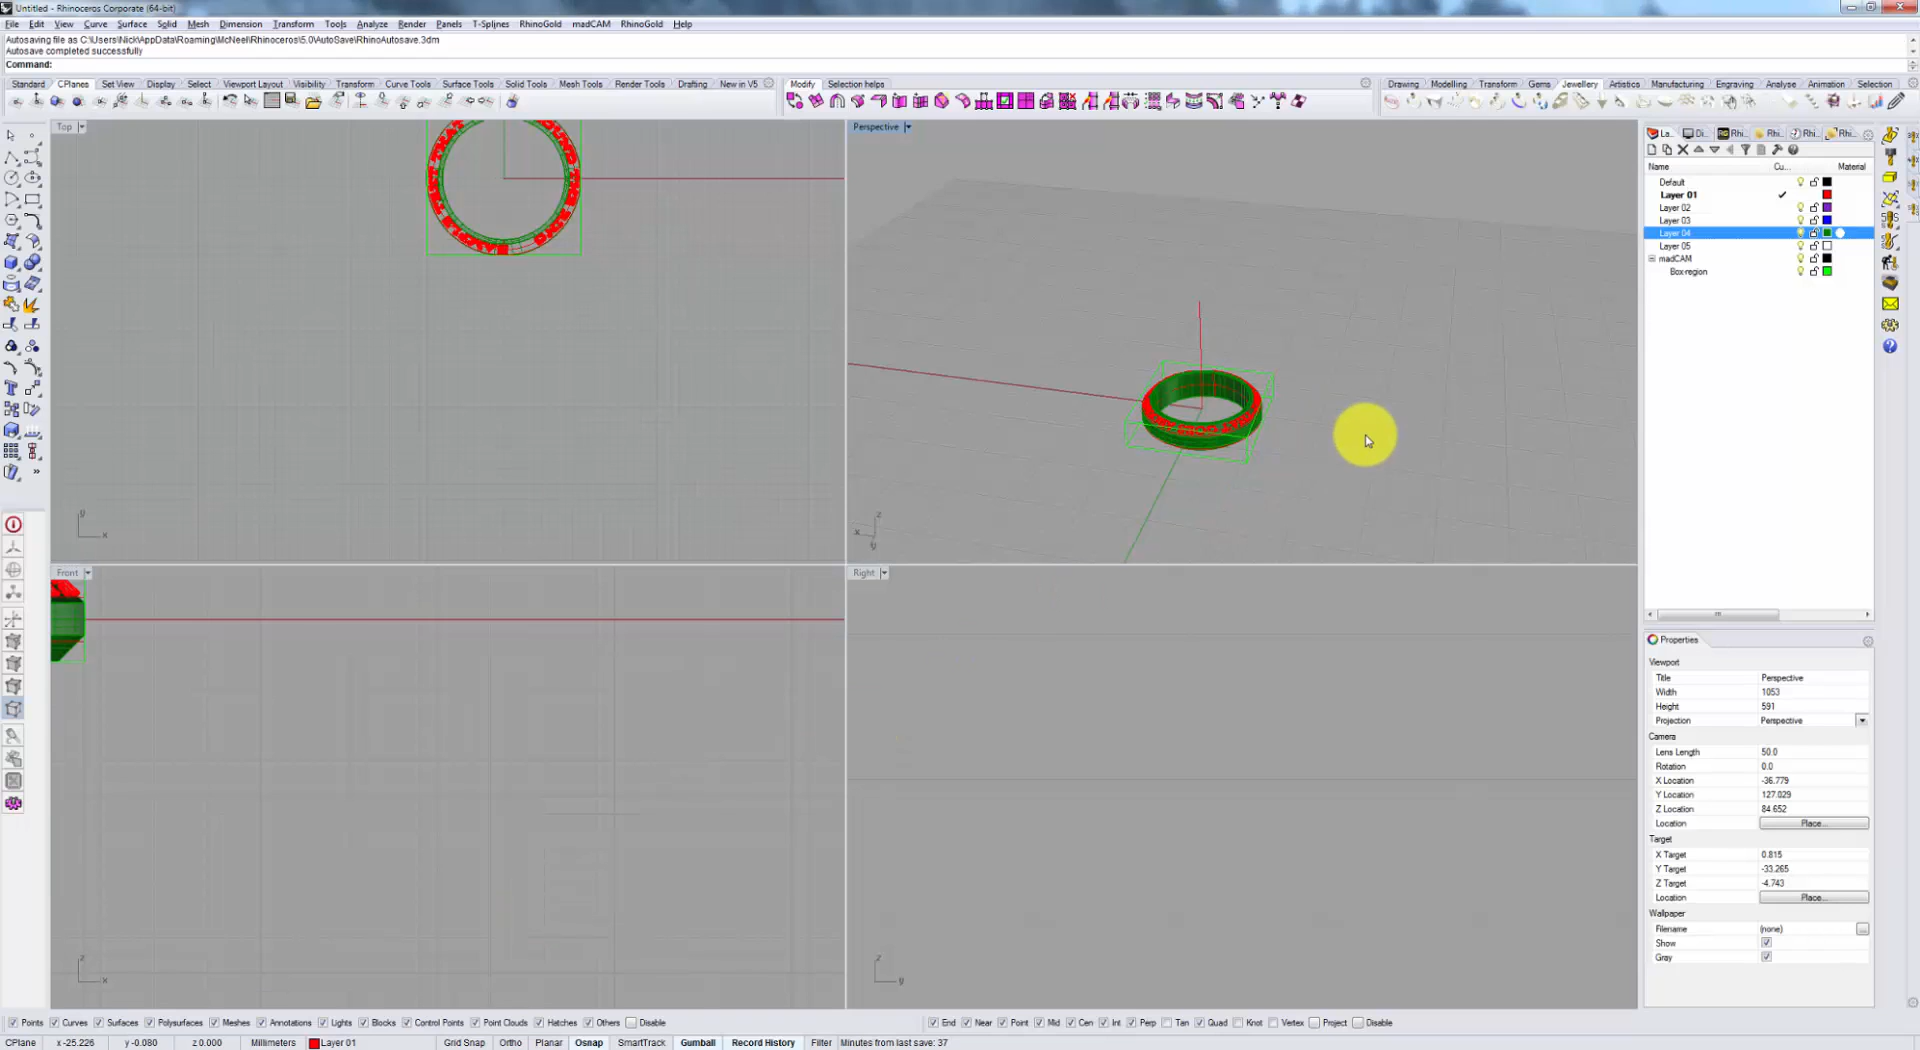 Untitled - Rhinoceros Corporate (64-bit)
File Edit View Curve Surface Solid Mesh Dimension Transform Tools Analyze Render Panels T-Splines RhinoGold madCAM RhinoGold Help
Autosaving file as C:\Users\Nick\AppData\Roaming\McNeel\Rhinoceros\5.0\AutoSave\RhinoAutosave.3dm
Autosave completed successfully
Command:
Standard CPlanes Set View Display Select Viewport Layout Visibility Transform Curve Tools Surface Tools Solid Tools Mesh Tools Render Tools Drafting New in V5 Modify Selection helps Drawing Modelling Transform Gems Jewellery Artistics Manufacturing Engraving Analyse Animation Selection
Top Perspective
La... Di... Rhi... Rhi... Rhi... Rhi...
Name Cu... Material
Default
Layer 01
Layer 02
Layer 03
Layer 04
Layer 05
madCAM
Box-region
y
x
z
x
y
Front Right
z
x
z
y
Properties
Viewport
Title Perspective
Width 1053
Height 591
Projection Perspective
Camera
Lens Length 50.0
Rotation 0.0
X Location -36.779
Y Location 127.029
Z Location 84.652
Location Place...
Target
X Target 0.815
Y Target -33.265
Z Target -4.743
Location Place...
Wallpaper
Filename (none) ...
Show
Gray
Points Curves Surfaces Polysurfaces Meshes Annotations Lights Blocks Control Points Point Clouds Hatches Others Disable End Near Point Mid Cen Int Perp Tan Quad Knot Vertex Project Disable
CPlane x -25.226 y -0.080 z 0.000 Millimeters Layer 01 Grid Snap Ortho Planar Osnap SmartTrack Gumball Record History Filter Minutes from last save: 37